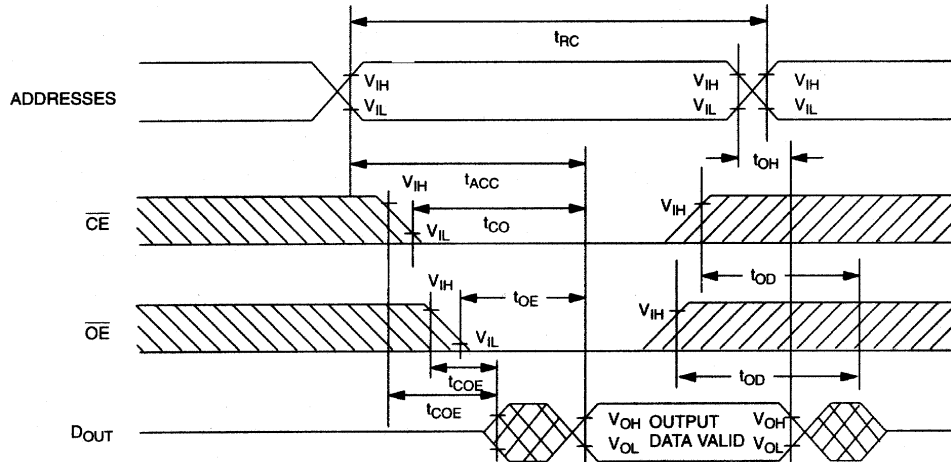 tRC
ADDRESSES
VIH
VIL
VIH
VIL
VIH
VIL
tOH
tACC
CE
VIH
VIL
tCO
VIH
tOD
OE
VIH
VIL
tOE
VIH
tOD
tCOE
tCOE
DOUT
VOH OUTPUT VOH
VOL DATA VALID VOL